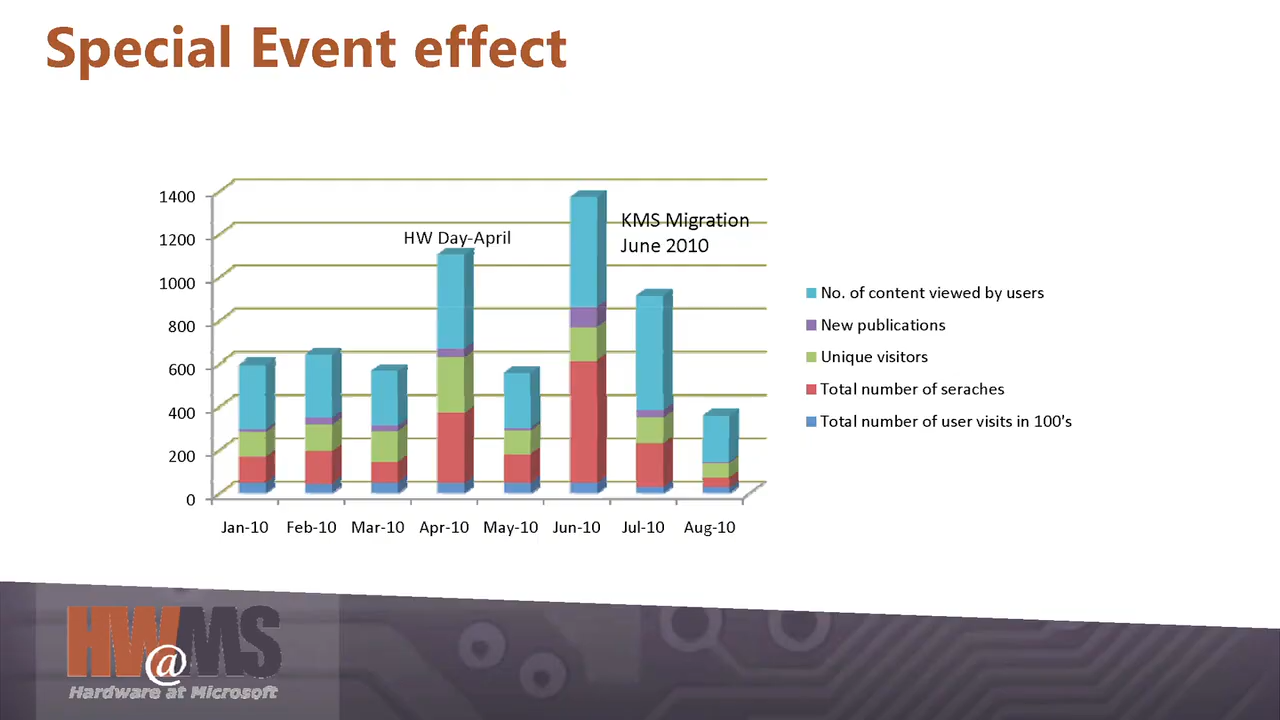 Special Event effect
1400
1200
1000
800
600
400
200
0
HW Day-April
KMS Migration
June 2010
Jan-10 Feb-10 Mar-10 Apr-10 May-10 Jun-10 Jul-10 Aug-10
No. of content viewed by users
New publications
Unique visitors
Total number of seraches
Total number of user visits in 100's
HW@MS
Hardware at Microsoft